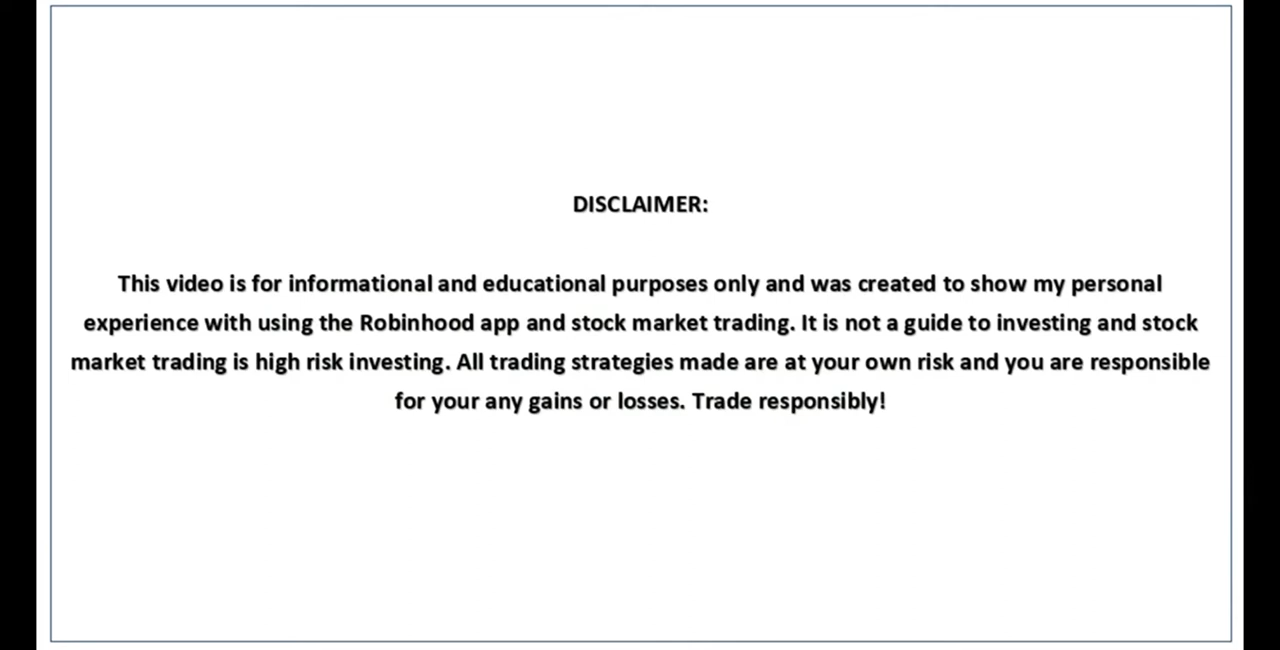 DISCLAIMER:
This video is for informational and educational purposes only and was created to show my personal
experience with using the Robinhood app and stock market trading. It is not a guide to investing and stock
market trading is high risk investing. All trading strategies made are at your own risk and you are responsible
for your any gains or losses. Trade responsibly!